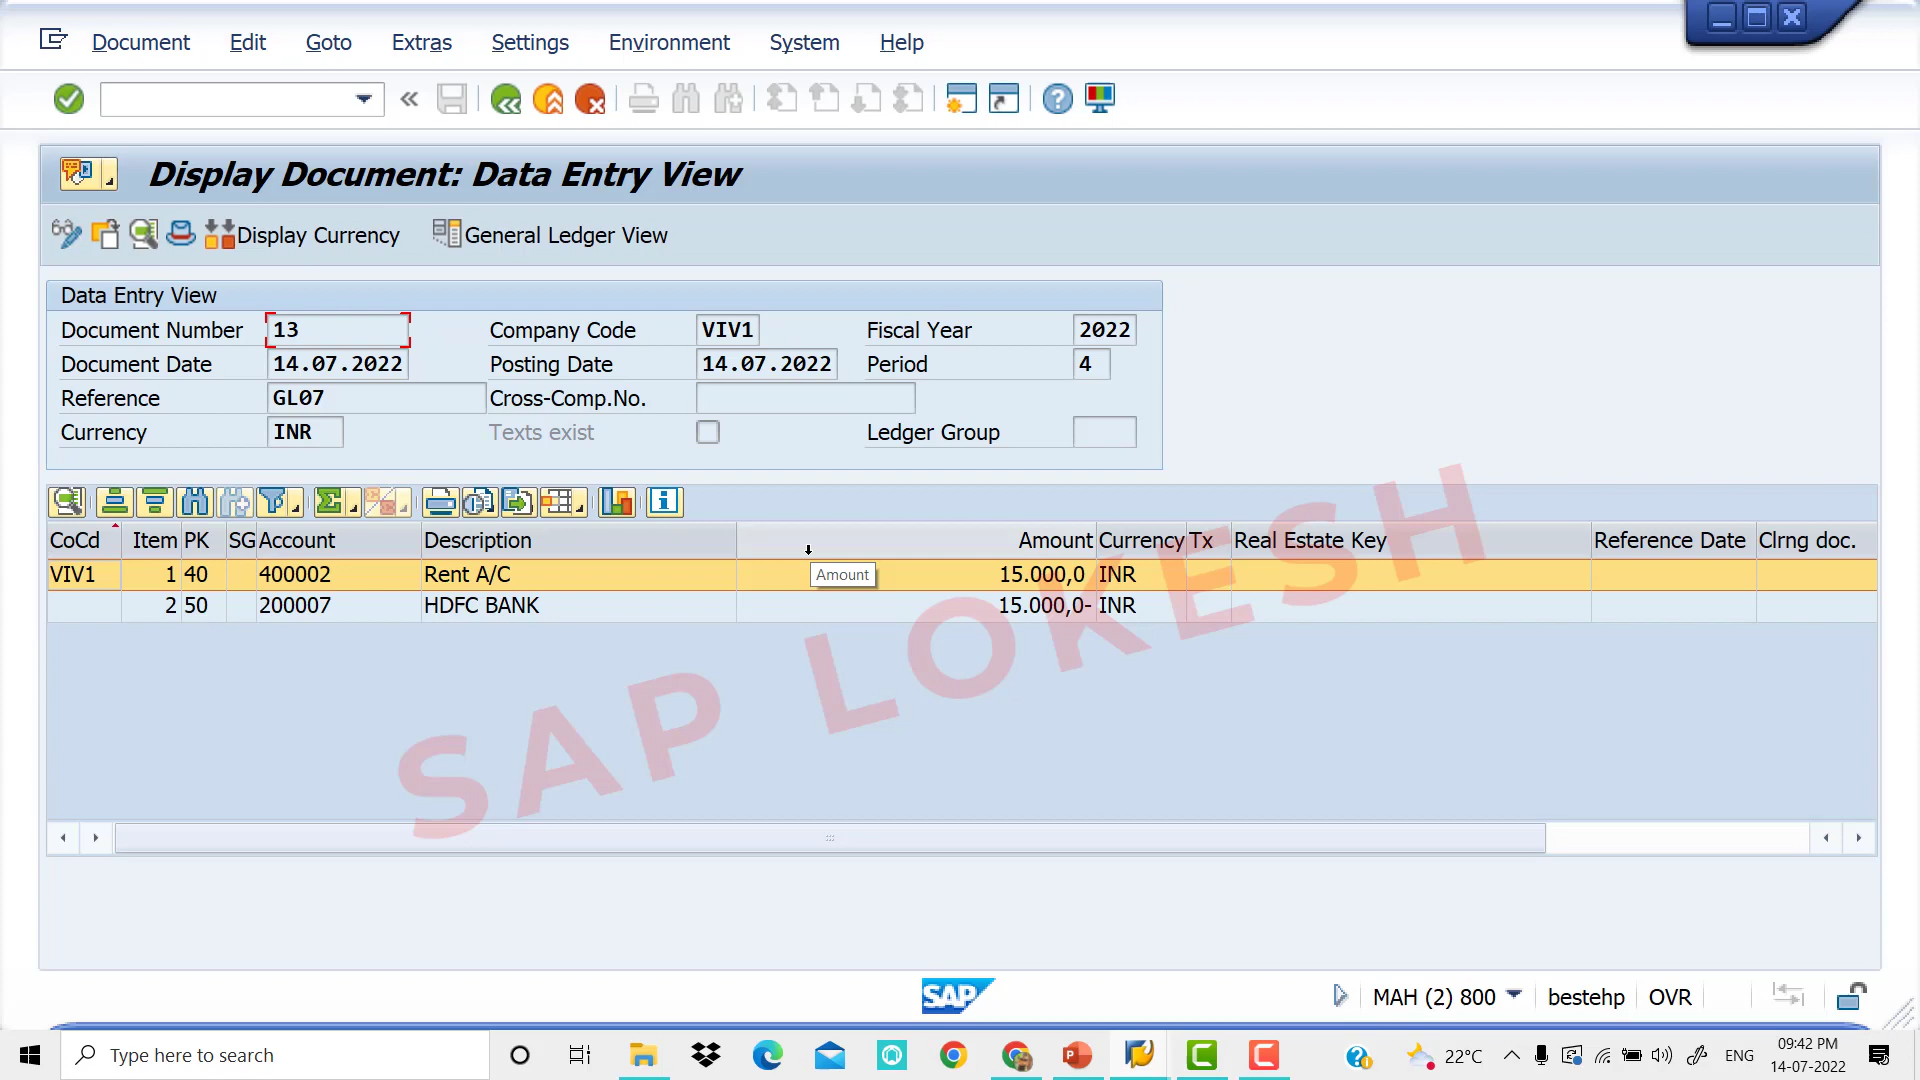 Document Edit Goto Extras Settings Environment System Help
Display Document: Data Entry View
Display Currency General Ledger View
Data Entry View
Document Number 13 Company Code VIV1 Fiscal Year 2022
Document Date 14.07.2022 Posting Date 14.07.2022 Period 4
Reference GL07 Cross-Comp.No.
Currency INR Texts exist Ledger Group
CoCd Item PK SG Account Description Amount Currency Tx Real Estate Key Reference Date Clrng doc.
VIV1 1 40 400002 Rent A/C 15.000,0 INR
Amount
2 50 200007 HDFC BANK 15.000,0- INR
SAP LOKESH
SAP MAH (2) 800 bestehp OVR
Type here to search 22°C ENG 09:42 PM
14-07-2022